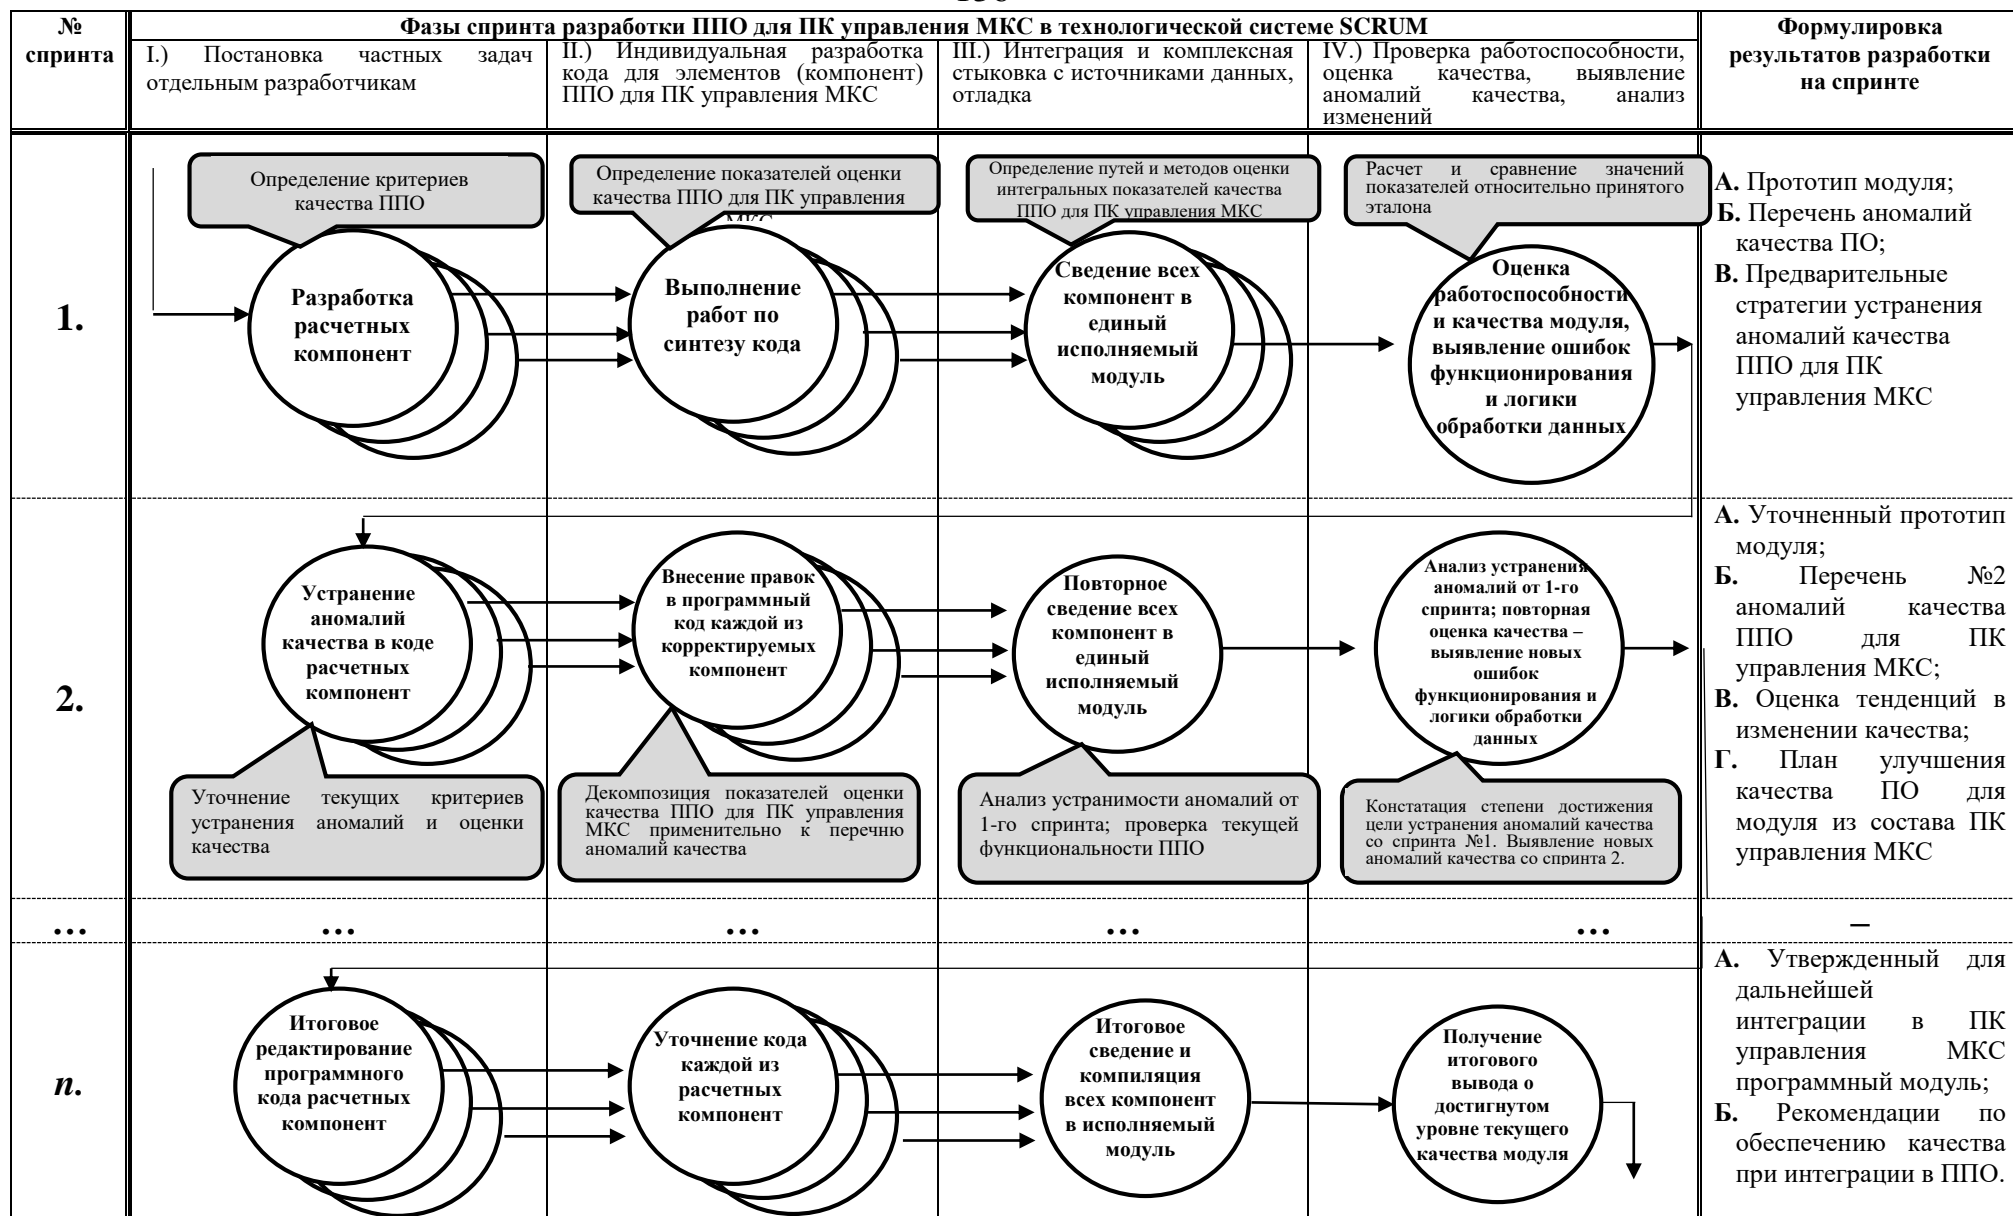 №
спринта
Фазы спринта разработки ППО для ПК управления МКС в технологической системе SCRUM
Формулировка
результатов разработки
на спринте
I.) Постановка частных задач
отдельным разработчикам
II.) Индивидуальная разработка
кода для элементов (компонент)
ППО для ПК управления МКС
III.) Интеграция и комплексная
стыковка с источниками данных,
отладка
IV.) Проверка работоспособности,
оценка качества, выявление
аномалий качества, анализ
изменений
1.
Определение критериев
качества ППО
Разработка
расчетных
компонент
Определение показателей оценки
качества ППО для ПК управления
МКС
Выполнение
работ по
синтезу кода
Определение путей и методов оценки
интегральных показателей качества
ППО для ПК управления МКС
Сведение всех
компонент в
единый
исполняемый
модуль
Расчет и сравнение значений
показателей относительно принятого
эталона
Оценка
работоспособности
и качества модуля,
выявление ошибок
функционирования
и логики
обработки данных
А. Прототип модуля;
Б. Перечень аномалий
качества ПО;
В. Предварительные
стратегии устранения
аномалий качества
ППО для ПК
управления МКС
2.
Устранение
аномалий
качества в коде
расчетных
компонент
Уточнение текущих критериев
устранения аномалий и оценки
качества
Внесение правок
в программный
код каждой из
корректируемых
компонент
Декомпозиция показателей оценки
качества ППО для ПК управления
МКС применительно к перечню
аномалий качества
Повторное
сведение всех
компонент в
единый
исполняемый
модуль
Анализ устранимости аномалий от
1-го спринта; проверка текущей
функциональности ППО
Анализ устранения
аномалий от 1-го
спринта; повторная
оценка качества –
выявление новых
ошибок
функционирования и
логики обработки
данных
Констатация степени достижения
цели устранения аномалий качества
со спринта №1. Выявление новых
аномалий качества со спринта 2.
А. Уточненный прототип
модуля;
Б. Перечень №2
аномалий качества
ППО для ПК
управления МКС;
В. Оценка тенденций в
изменении качества;
Г. План улучшения
качества ПО для
модуля из состава ПК
управления МКС
…
…
…
…
…
–
n.
Итоговое
редактирование
программного
кода расчетных
компонент
Уточнение кода
каждой из
расчетных
компонент
Итоговое
сведение и
компиляция
всех компонент
в исполняемый
модуль
Получение
итогового
вывода о
достигнутом
уровне текущего
качества модуля
А. Утвержденный для
дальнейшей
интеграции в ПК
управления МКС
программный модуль;
Б. Рекомендации по
обеспечению качества
при интеграции в ППО.